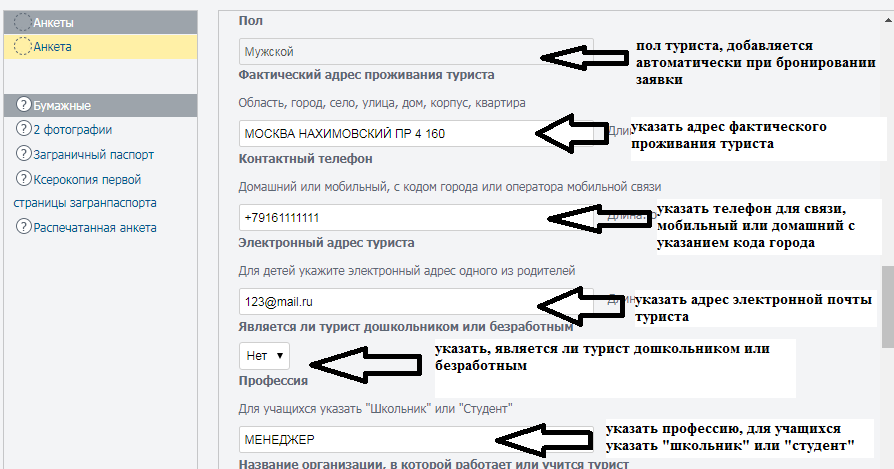 Анкеты
Анкета
Бумажные
2 фотографии
Заграничный паспорт
Ксерокопия первой
страницы загранпаспорта
Распечатанная анкета
Пол
Мужской
пол туриста, добавляется
автоматически при бронировании
заявки
Фактический адрес проживания туриста
Область, город, село, улица, дом, корпус, квартира
МОСКВА НАХИМОВСКИЙ ПР 4 160
указать адрес фактического
проживания туриста
Контактный телефон
Домашний или мобильный, с кодом города или оператора мобильной связи
+79161111111
указать телефон для связи,
мобильный или домашний с
указанием кода города
Электронный адрес туриста
Для детей укажите электронный адрес одного из родителей
123@mail.ru
указать адрес электронной почты
туриста
Является ли турист дошкольником или безработным
Нет
указать, является ли турист дошкольником или
безработным
Профессия
Для учащихся указать "Школьник" или "Студент"
МЕНЕДЖЕР
указать профессию, для учащихся
указать "школьник" или "студент"
Название организации, в которой работает или учится турист